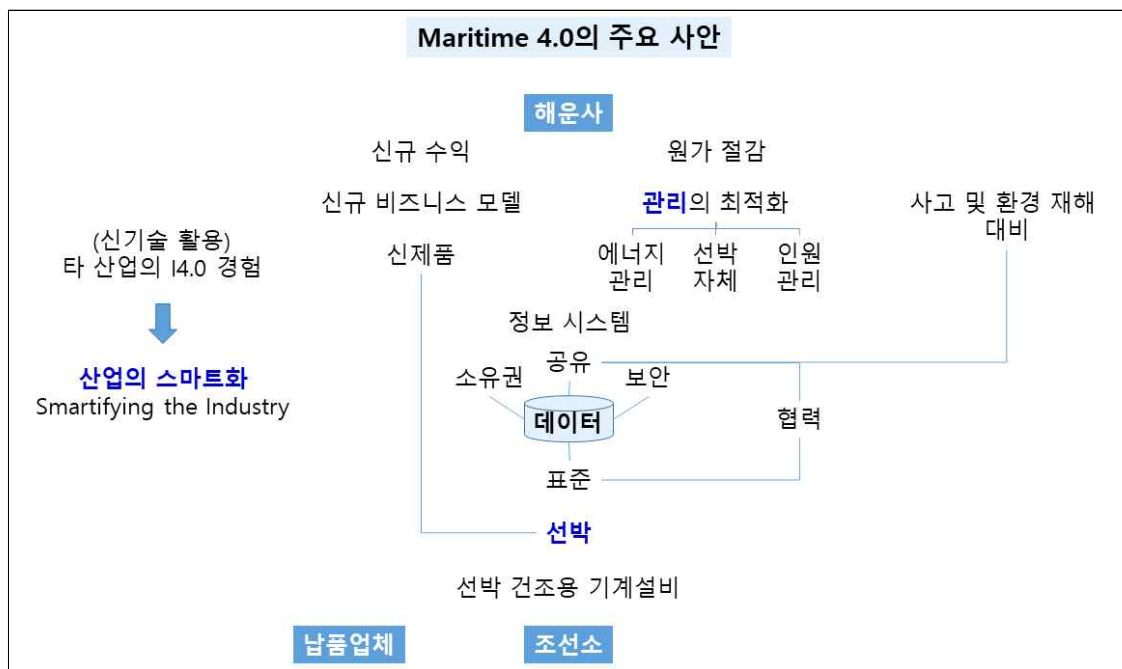 Maritime 4.0의 주요 사안
해운사
신규 수익
원가 절감
신규 비즈니스 모델
관리의 최적화
사고 및 환경 재해
대비
(신기술 활용)
타 산업의 I4.0 경험
신제품
에너지
관리
선박
자체
인원
관리
정보 시스템
공유
산업의 스마트화
Smartifying the Industry
소유권
보안
데이터
협력
표준
선박
선박 건조용 기계설비
납품업체
조선소